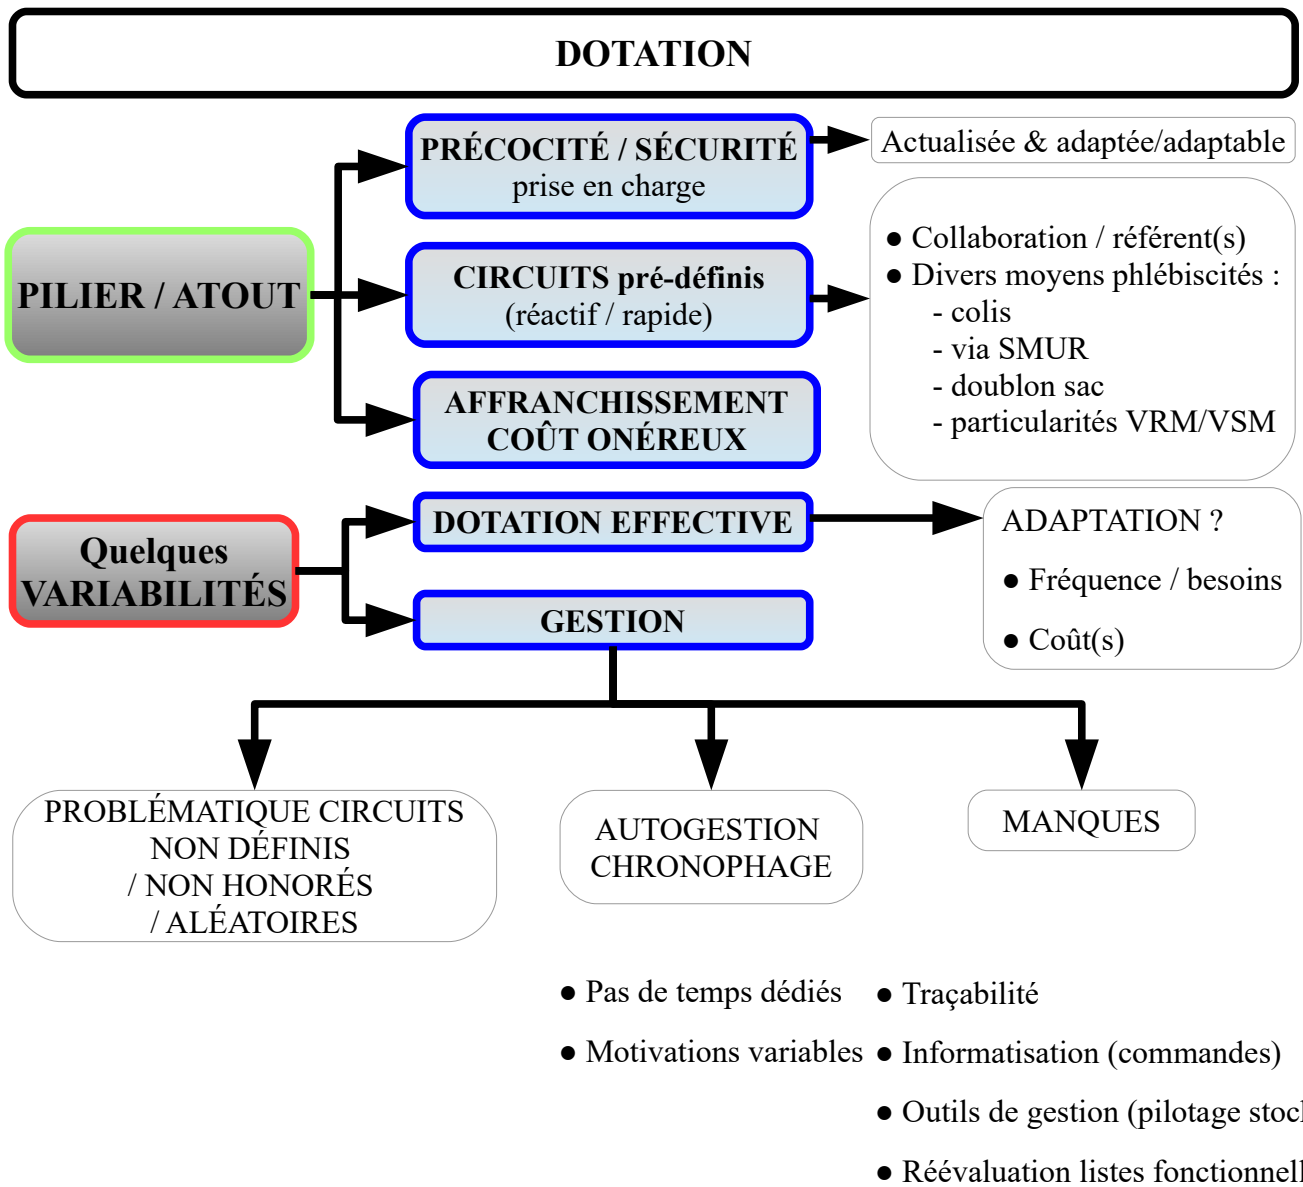 DOTATION
PRÉCOCITÉ / SÉCURITÉ
prise en charge
Actualisée & adaptée/adaptable
PILIER / ATOUT
CIRCUITS pré-définis
(réactif / rapide)
● Collaboration / référent(s)
● Divers moyens phlébiscités :
- colis
- via SMUR
- doublon sac
- particularités VRM/VSM
AFFRANCHISSEMENT
COÛT ONÉREUX
Quelques
VARIABILITÉS
DOTATION EFFECTIVE
ADAPTATION ?
● Fréquence / besoins
● Coût(s)
GESTION
PROBLÉMATIQUE CIRCUITS
NON DÉFINIS
/ NON HONORÉS
/ ALÉATOIRES
AUTOGESTION
CHRONOPHAGE
MANQUES
● Pas de temps dédiés
● Motivations variables
● Traçabilité
● Informatisation (commandes)
● Outils de gestion (pilotage
● Réévaluation listes